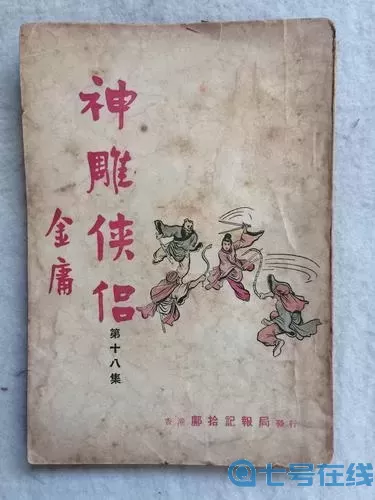 神雕侠侣
金庸
第十八集
香港鄺拾記報局發行
七号在线